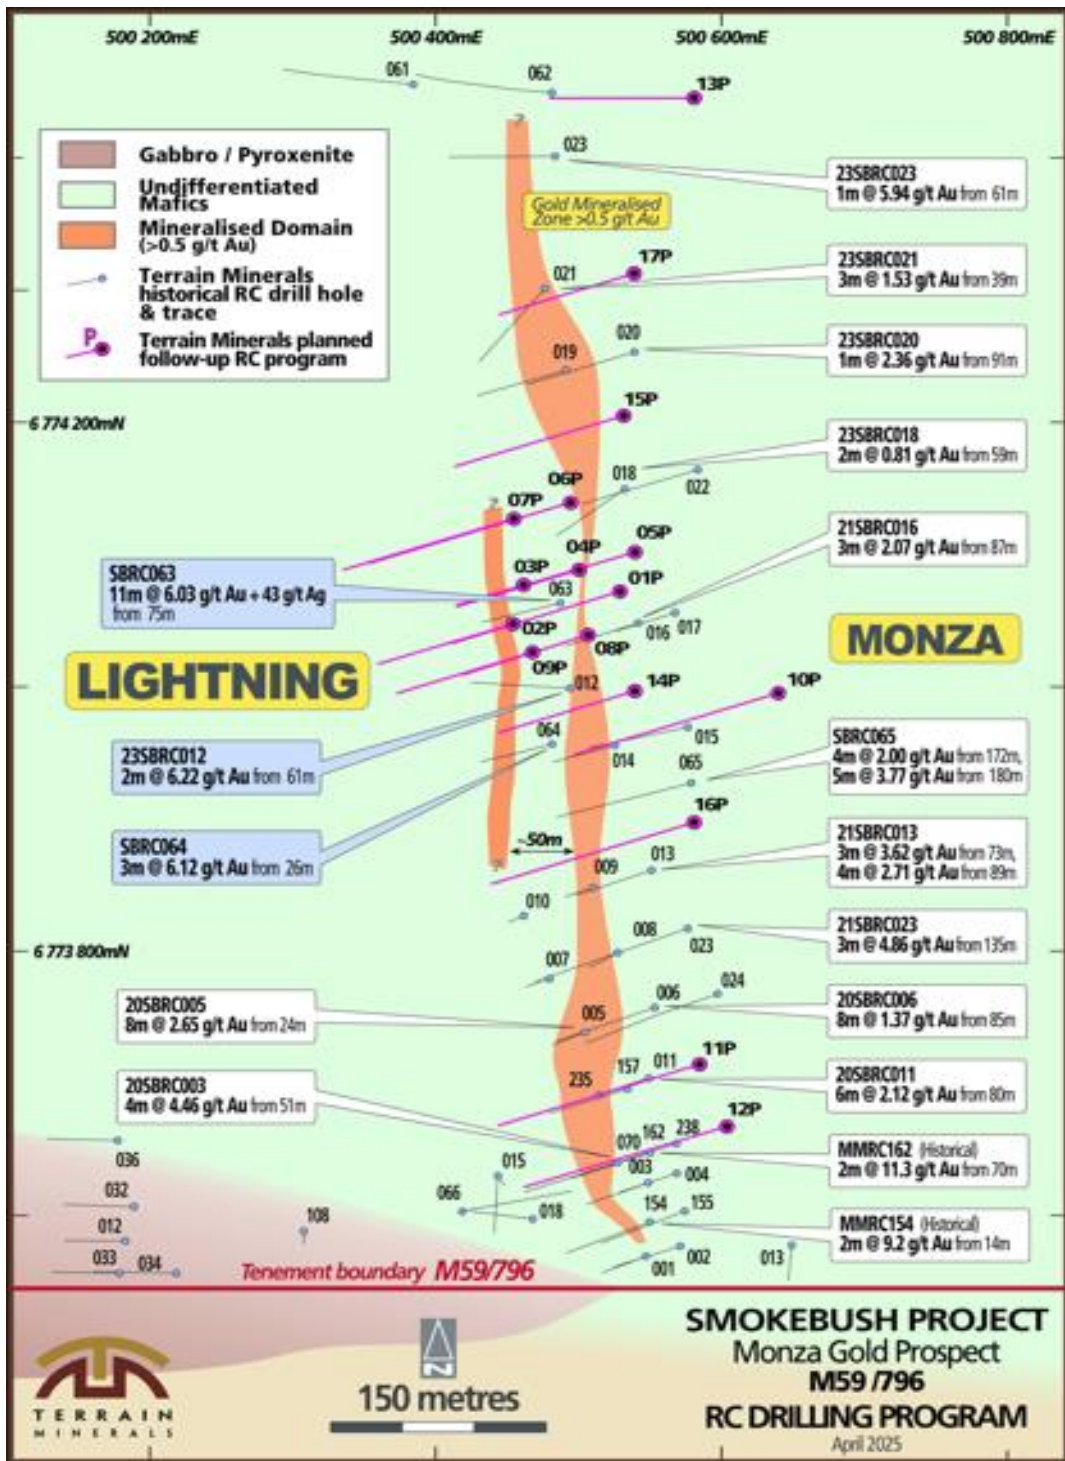 500 200mE
500 400mE
500 600mE
500 800mE
061
062
13P
?
023
Gabbro / Pyroxenite
Undifferentiated
Mafics
Mineralised Domain
(>0.5 g/t Au)
Terrain Minerals
historical RC drill hole
& trace
P
Terrain Minerals planned
follow-up RC program
23SBRC023
1m @ 5.94 g/t Au from 61m
Gold Mineralised
Zone >0.5 g/t Au
17P
021
23SBRC021
3m @ 1.53 g/t Au from 39m
020
019
23SBRC020
1m @ 2.36 g/t Au from 91m
15P
6 774 200mN
23SBRC018
2m @ 0.81 g/t Au from 59m
018
022
06P
07P
?
21SBRC016
3m @ 2.07 g/t Au from 87m
05P
04P
03P
01P
063
SBRC063
11m @ 6.03 g/t Au + 43 g/t Ag
from 75m
02P
016
017
08P
09P
MONZA
LIGHTNING
012
14P
10P
23SBRC012
2m @ 6.22 g/t Au from 61m
064
014
015
065
SBRC065
4m @ 2.00 g/t Au from 172m,
5m @ 3.77 g/t Au from 180m
16P
SBRC064
3m @ 6.12 g/t Au from 26m
~50m
?
009
013
21SBRC013
3m @ 3.62 g/t Au from 73m,
4m @ 2.71 g/t Au from 89m
010
008
023
21SBRC023
3m @ 4.86 g/t Au from 135m
6 773 800mN
007
024
006
005
20SBRC005
8m @ 2.65 g/t Au from 24m
20SBRC006
8m @ 1.37 g/t Au from 85m
11P
157
011
235
20SBRC003
4m @ 4.46 g/t Au from 51m
20SBRC011
6m @ 2.12 g/t Au from 80m
12P
070
162
238
003
004
MMRC162 (Historical)
2m @ 11.3 g/t Au from 70m
036
015
032
066
018
154
155
MMRC154 (Historical)
2m @ 9.2 g/t Au from 14m
012
108
033
034
001
002
013
Tenement boundary M59/796
SMOKEBUSH PROJECT
Monza Gold Prospect
M59 /796
RC DRILLING PROGRAM
April 2025
N
150 metres
TERRAIN
MINERALS